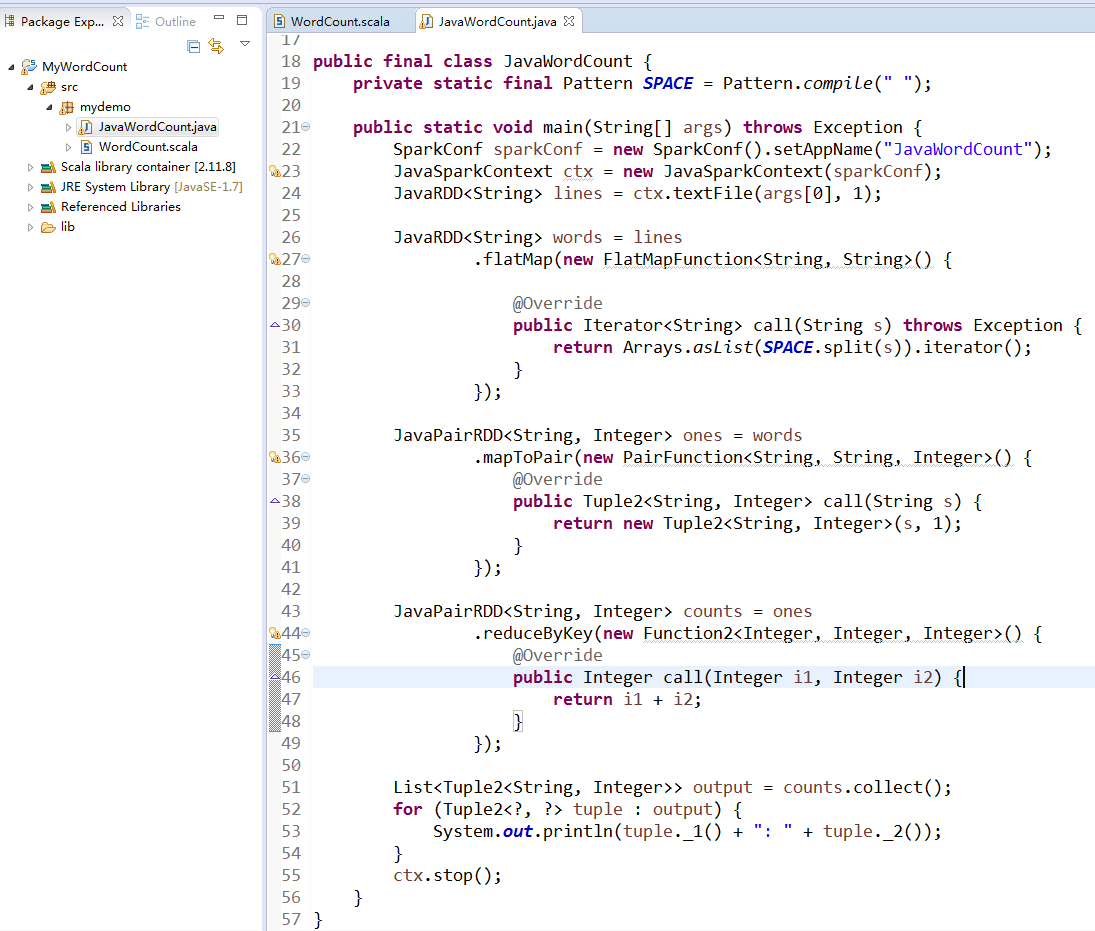 Package Exp...
Outline
MyWordCount
src
mydemo
JavaWordCount.java
WordCount.scala
Scala library container [2.11.8]
JRE System Library [JavaSE-1.7]
Referenced Libraries
lib
WordCount.scala
JavaWordCount.java
17
18 public final class JavaWordCount {
19     private static final Pattern SPACE = Pattern.compile(" ");
20
21     public static void main(String[] args) throws Exception {
22         SparkConf sparkConf = new SparkConf().setAppName("JavaWordCount");
23         JavaSparkContext ctx = new JavaSparkContext(sparkConf);
24         JavaRDD<String> lines = ctx.textFile(args[0], 1);
25
26         JavaRDD<String> words = lines
27                 .flatMap(new FlatMapFunction<String, String>() {
28
29                     @Override
30                     public Iterator<String> call(String s) throws Exception {
31                         return Arrays.asList(SPACE.split(s)).iterator();
32                     }
33                 });
34
35         JavaPairRDD<String, Integer> ones = words
36                 .mapToPair(new PairFunction<String, String, Integer>() {
37                     @Override
38                     public Tuple2<String, Integer> call(String s) {
39                         return new Tuple2<String, Integer>(s, 1);
40                     }
41                 });
42
43         JavaPairRDD<String, Integer> counts = ones
44                 .reduceByKey(new Function2<Integer, Integer, Integer>() {
45                     @Override
46                     public Integer call(Integer i1, Integer i2) {
47                         return i1 + i2;
48                     }
49                 });
50
51         List<Tuple2<String, Integer>> output = counts.collect();
52         for (Tuple2<?, ?> tuple : output) {
53             System.out.println(tuple._1() + ": " + tuple._2());
54         }
55         ctx.stop();
56     }
57 }